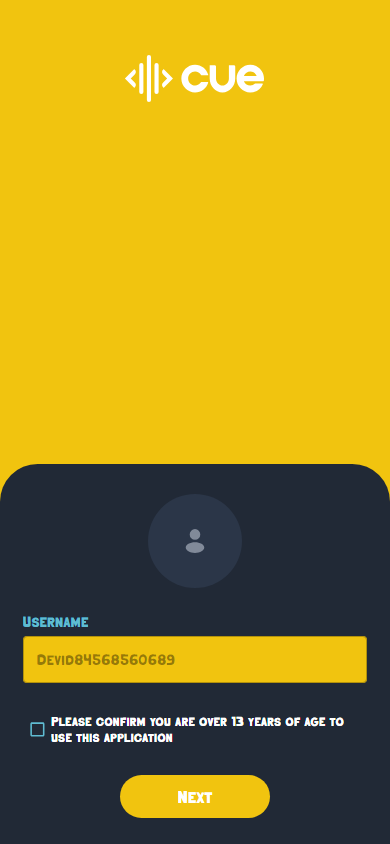 cue
Username
Devid84568560689
Please confirm you are over 13 years of age to
use this application
Next